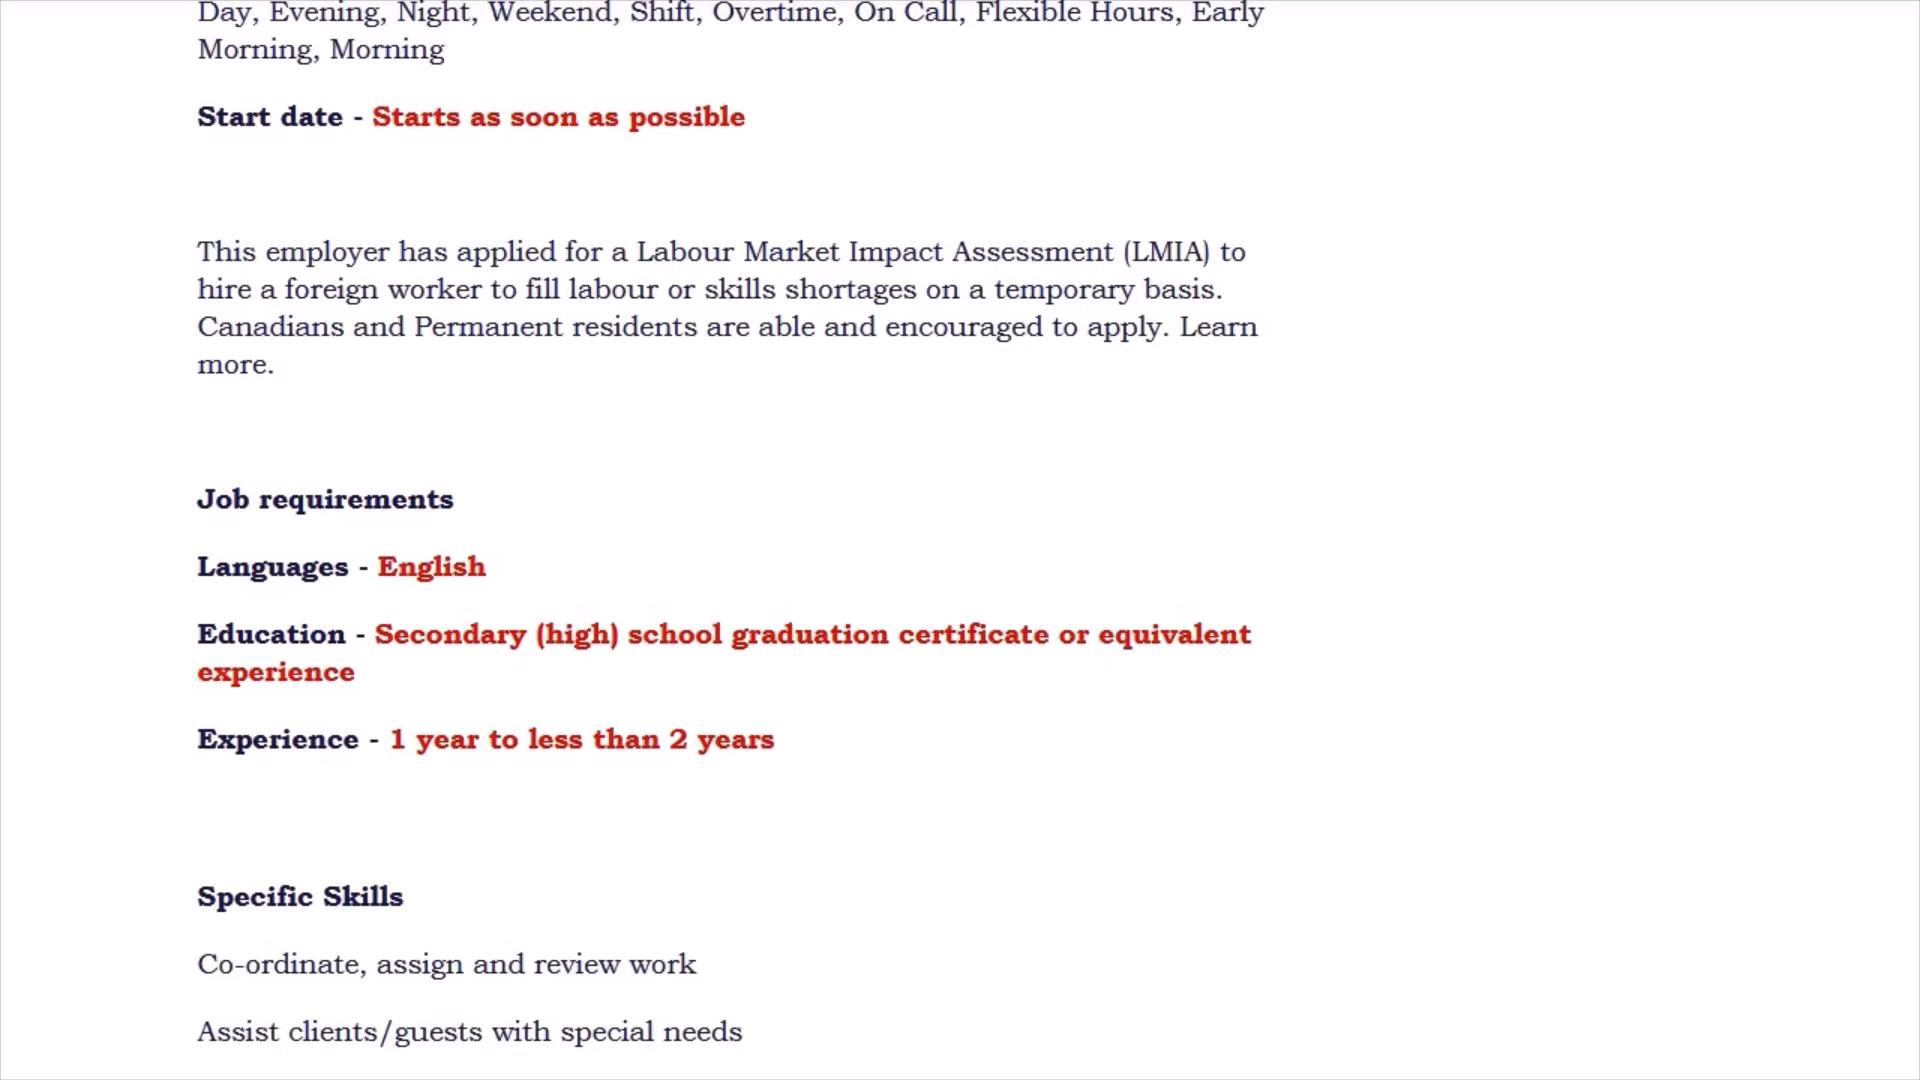 Day, Evening, Night, Weekend, Shift, Overtime, On Call, Flexible Hours, Early
Morning, Morning
Start date - Starts as soon as possible
This employer has applied for a Labour Market Impact Assessment (LMIA) to
hire a foreign worker to fill labour or skills shortages on a temporary basis.
Canadians and Permanent residents are able and encouraged to apply. Learn
more.
Job requirements
Languages - English
Education - Secondary (high) school graduation certificate or equivalent
experience
Experience - 1 year to less than 2 years
Specific Skills
Co-ordinate, assign and review work
Assist clients/guests with special needs